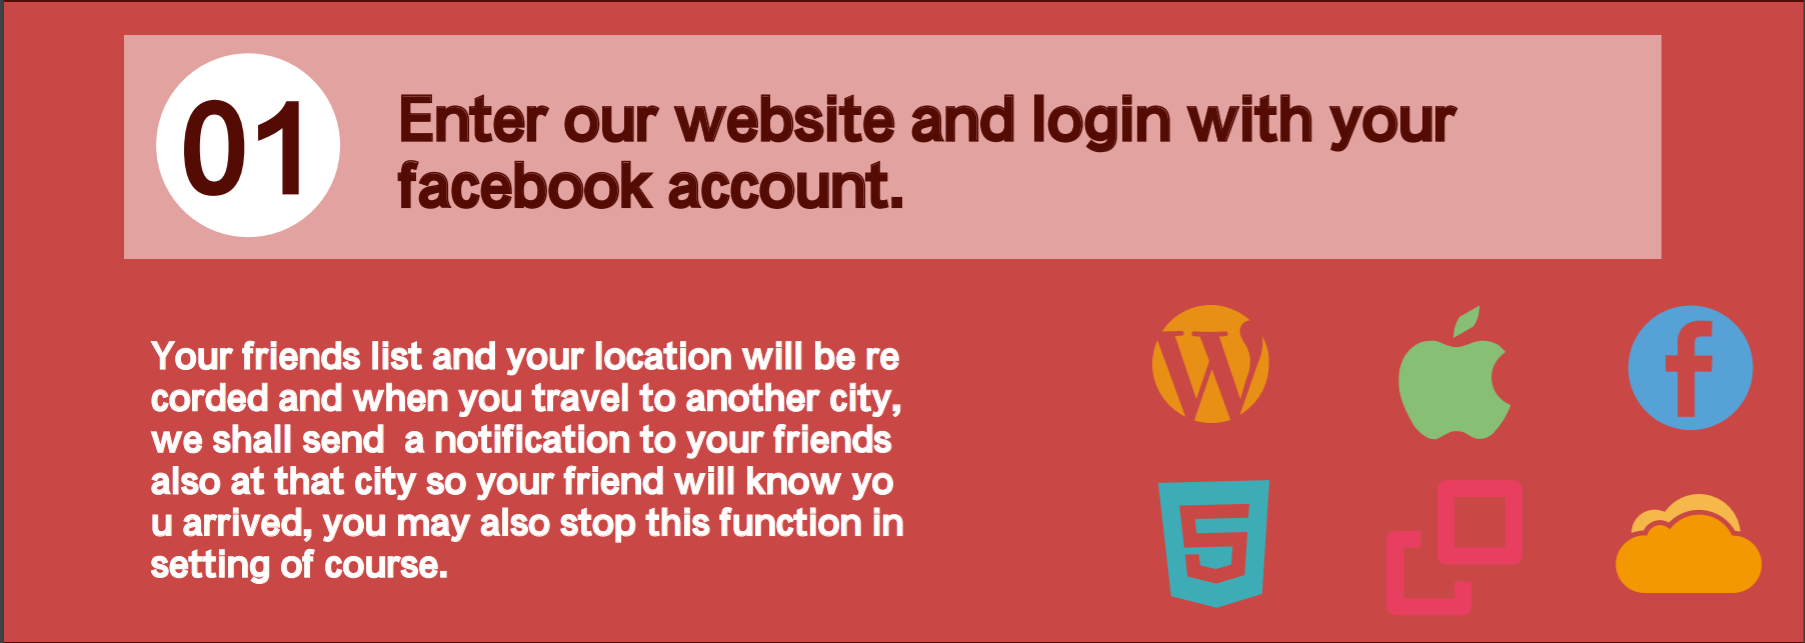 01
Enter our website and login with your
facebook account.
Your friends list and your location will be re
corded and when you travel to another city,
we shall send  a notification to your friends
also at that city so your friend will know yo
u arrived, you may also stop this function in
setting of course.